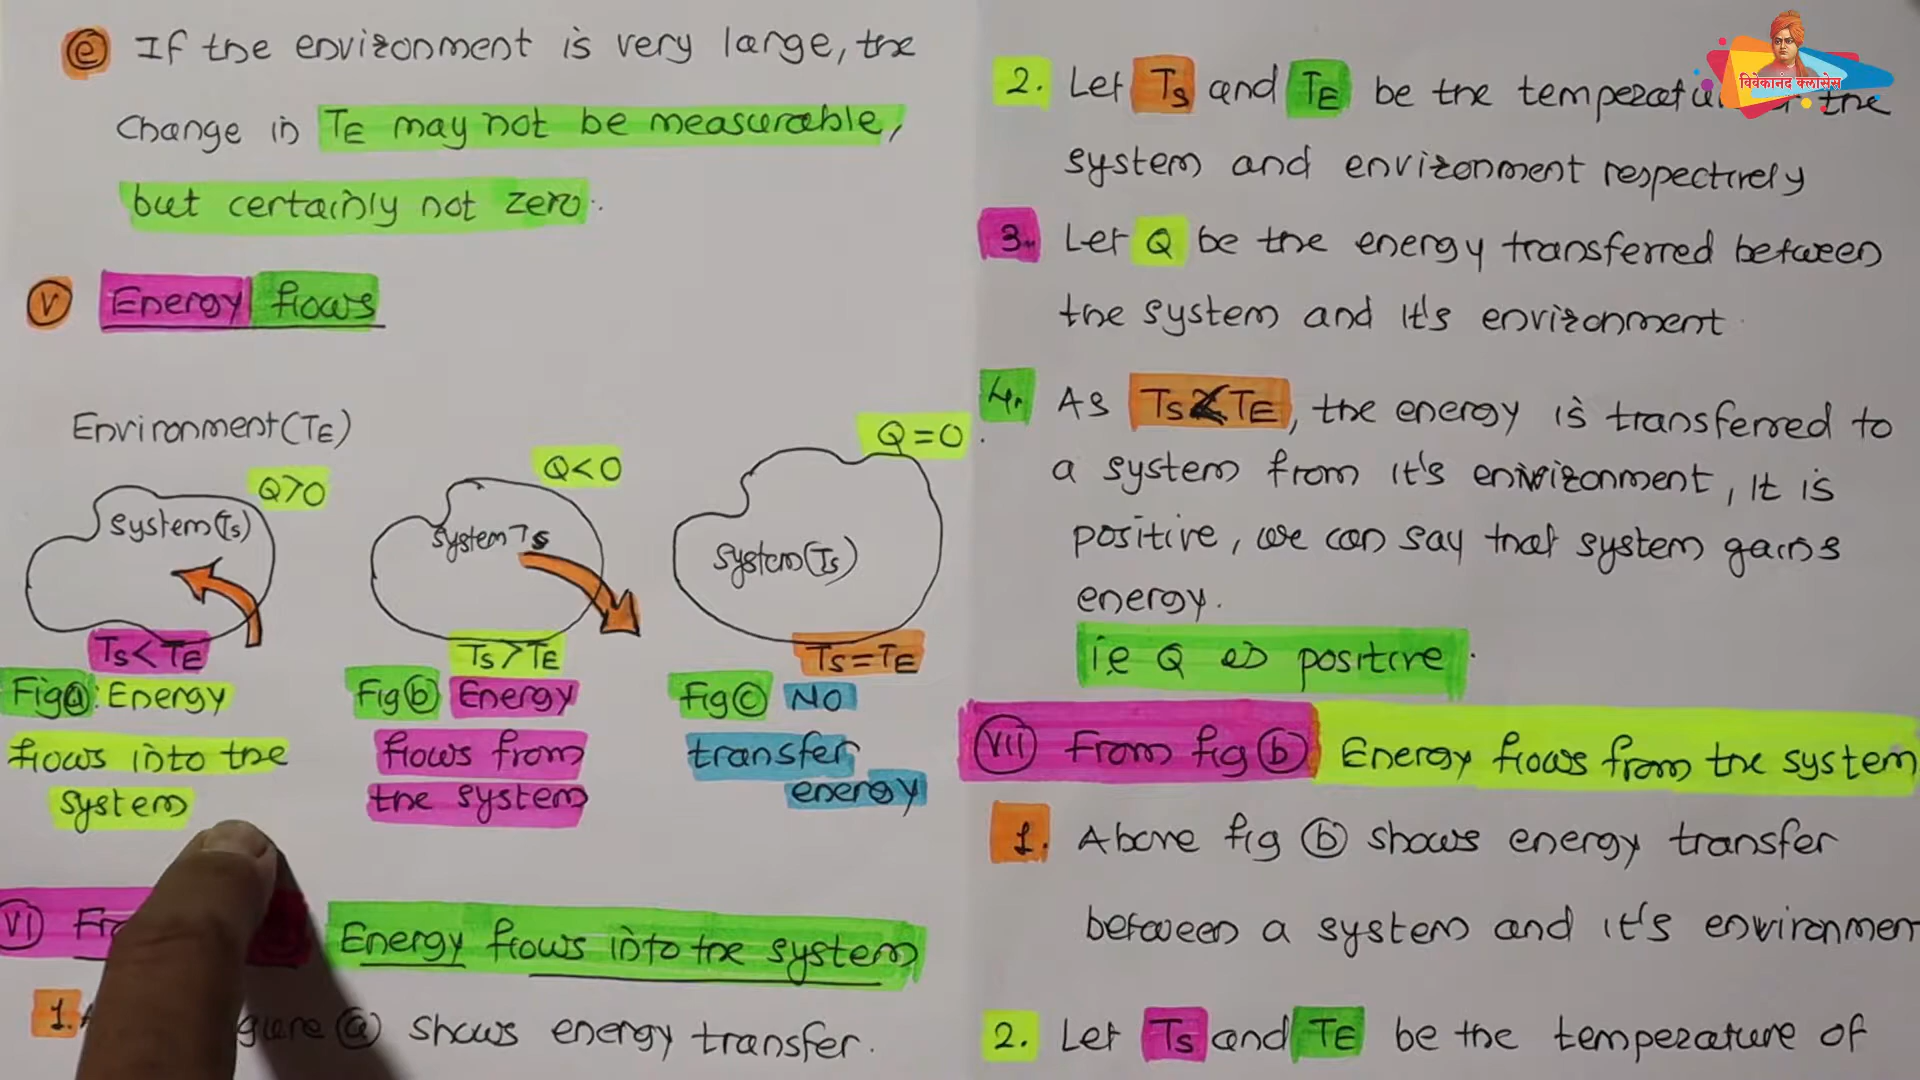 e If the environment is very large, the
change in TE may not be measurable,
but certainly not zero.
V Energy flows
Environment (TE)
Q>0
System (Ts)
Ts<TE
Fig a: Energy
flows into the
system
Q<0
System Ts
Ts>TE
Fig b Energy
flows from
the system
Q=0
System (Ts)
Ts=TE
Fig c No
transfer
energy
VI
Energy flows into the system
1.
a shows energy transfer.
2. Let Ts and TE be the the
system and environment respectively
3. Let Q be the energy transferred between
the system and it's environment
4. As Ts<TE, the energy is transferred to
a system from it's environment, it is
positive, we can say that system gains
energy.
ie Q is positive.
VII From fig b Energy flows from the system
1. Above fig b shows energy transfer
between a system and it's environmen
2. Let Ts and TE be the temperature of
विवेकानंद क्लासेस